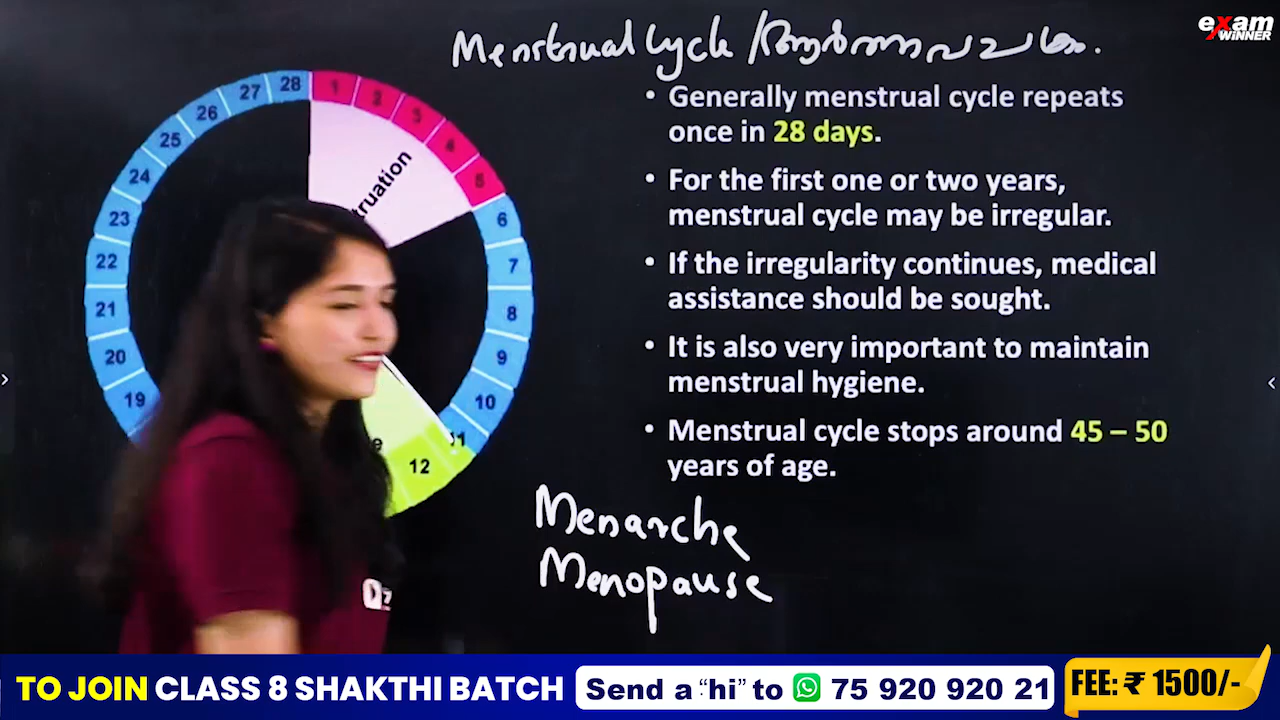 Menstrual Cycle / ആർത്തവചക്രം.
exam
WiNNER
28 1 2 3 4 5 6 7 8 9 10 11 12
27
26
25
24
23
22
21
20
19
truation
e
• Generally menstrual cycle repeats
once in 28 days.
• For the first one or two years,
menstrual cycle may be irregular.
• If the irregularity continues, medical
assistance should be sought.
• It is also very important to maintain
menstrual hygiene.
• Menstrual cycle stops around 45 – 50
years of age.
Menarche
Menopause
TO JOIN CLASS 8 SHAKTHI BATCH
Send a “hi” to 75 920 920 21
FEE: ₹ 1500/-